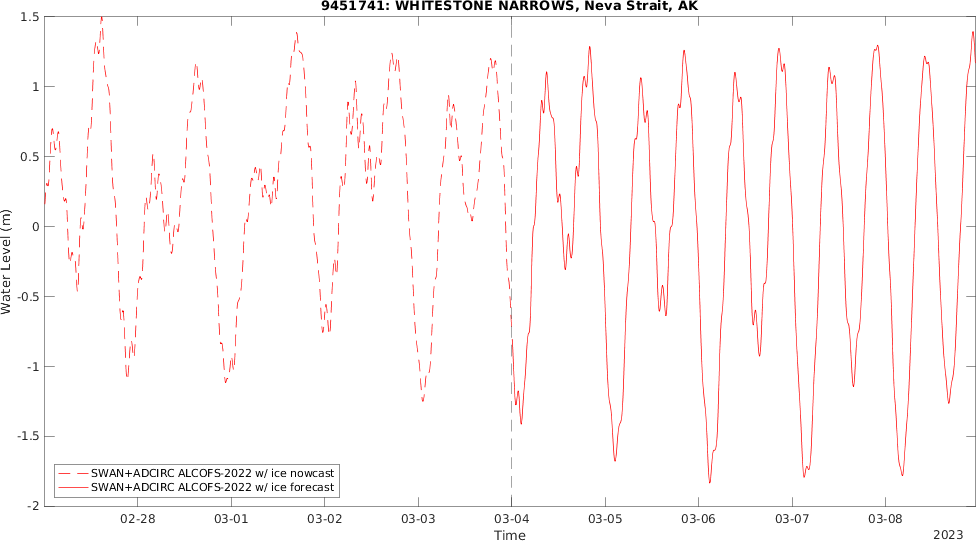 9451741: WHITESTONE NARROWS, Neva Strait, AK
1.5
1
0.5
0
-0.5
-1
-1.5
-2
Water Level (m)
SWAN+ADCIRC ALCOFS-2022 w/ ice nowcast
SWAN+ADCIRC ALCOFS-2022 w/ ice forecast
02-28 03-01 03-02 03-03 03-04 03-05 03-06 03-07 03-08
Time
2023